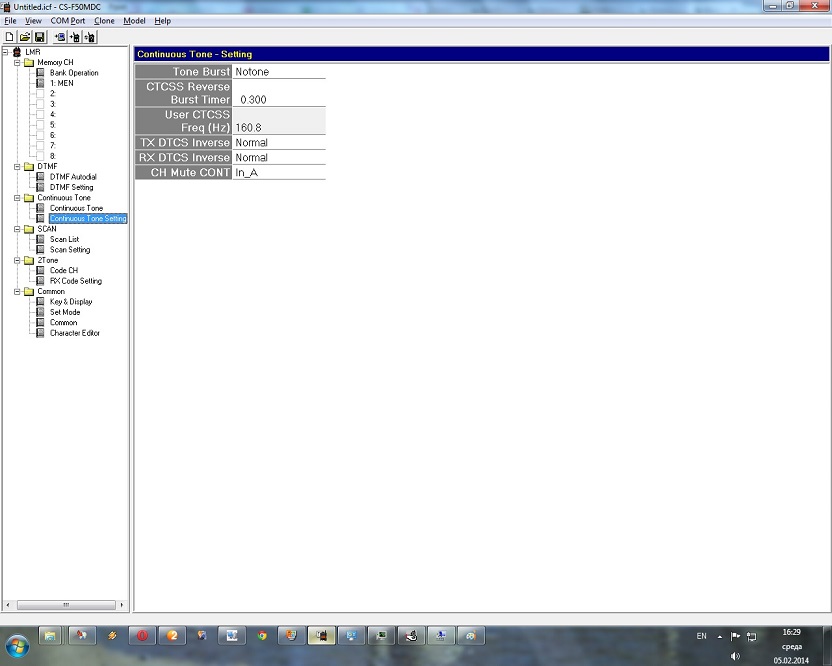 Untitled.icf - CS-F50MDC
File View COM Port Clone Model Help
LMR
Memory CH
Bank Operation
1: MEN
2:
3:
4:
5:
6:
7:
8:
DTMF
DTMF Autodial
DTMF Setting
Continuous Tone
Continuous Tone
Continuous Tone Setting
SCAN
Scan List
Scan Setting
2Tone
Code CH
RX Code Setting
Common
Key & Display
Set Mode
Common
Character Editor
Continuous Tone - Setting
Tone Burst Notone
CTCSS Reverse
Burst Timer 0.300
User CTCSS
Freq (Hz) 160.8
TX DTCS Inverse Normal
RX DTCS Inverse Normal
CH Mute CONT In_A
EN
16:29
среда
05.02.2014